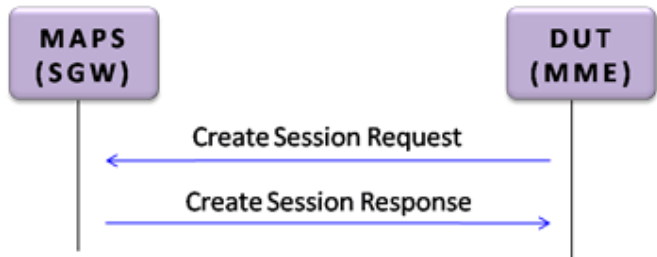 MAPS
(SGW)
DUT
(MME)
Create Session Request
Create Session Response